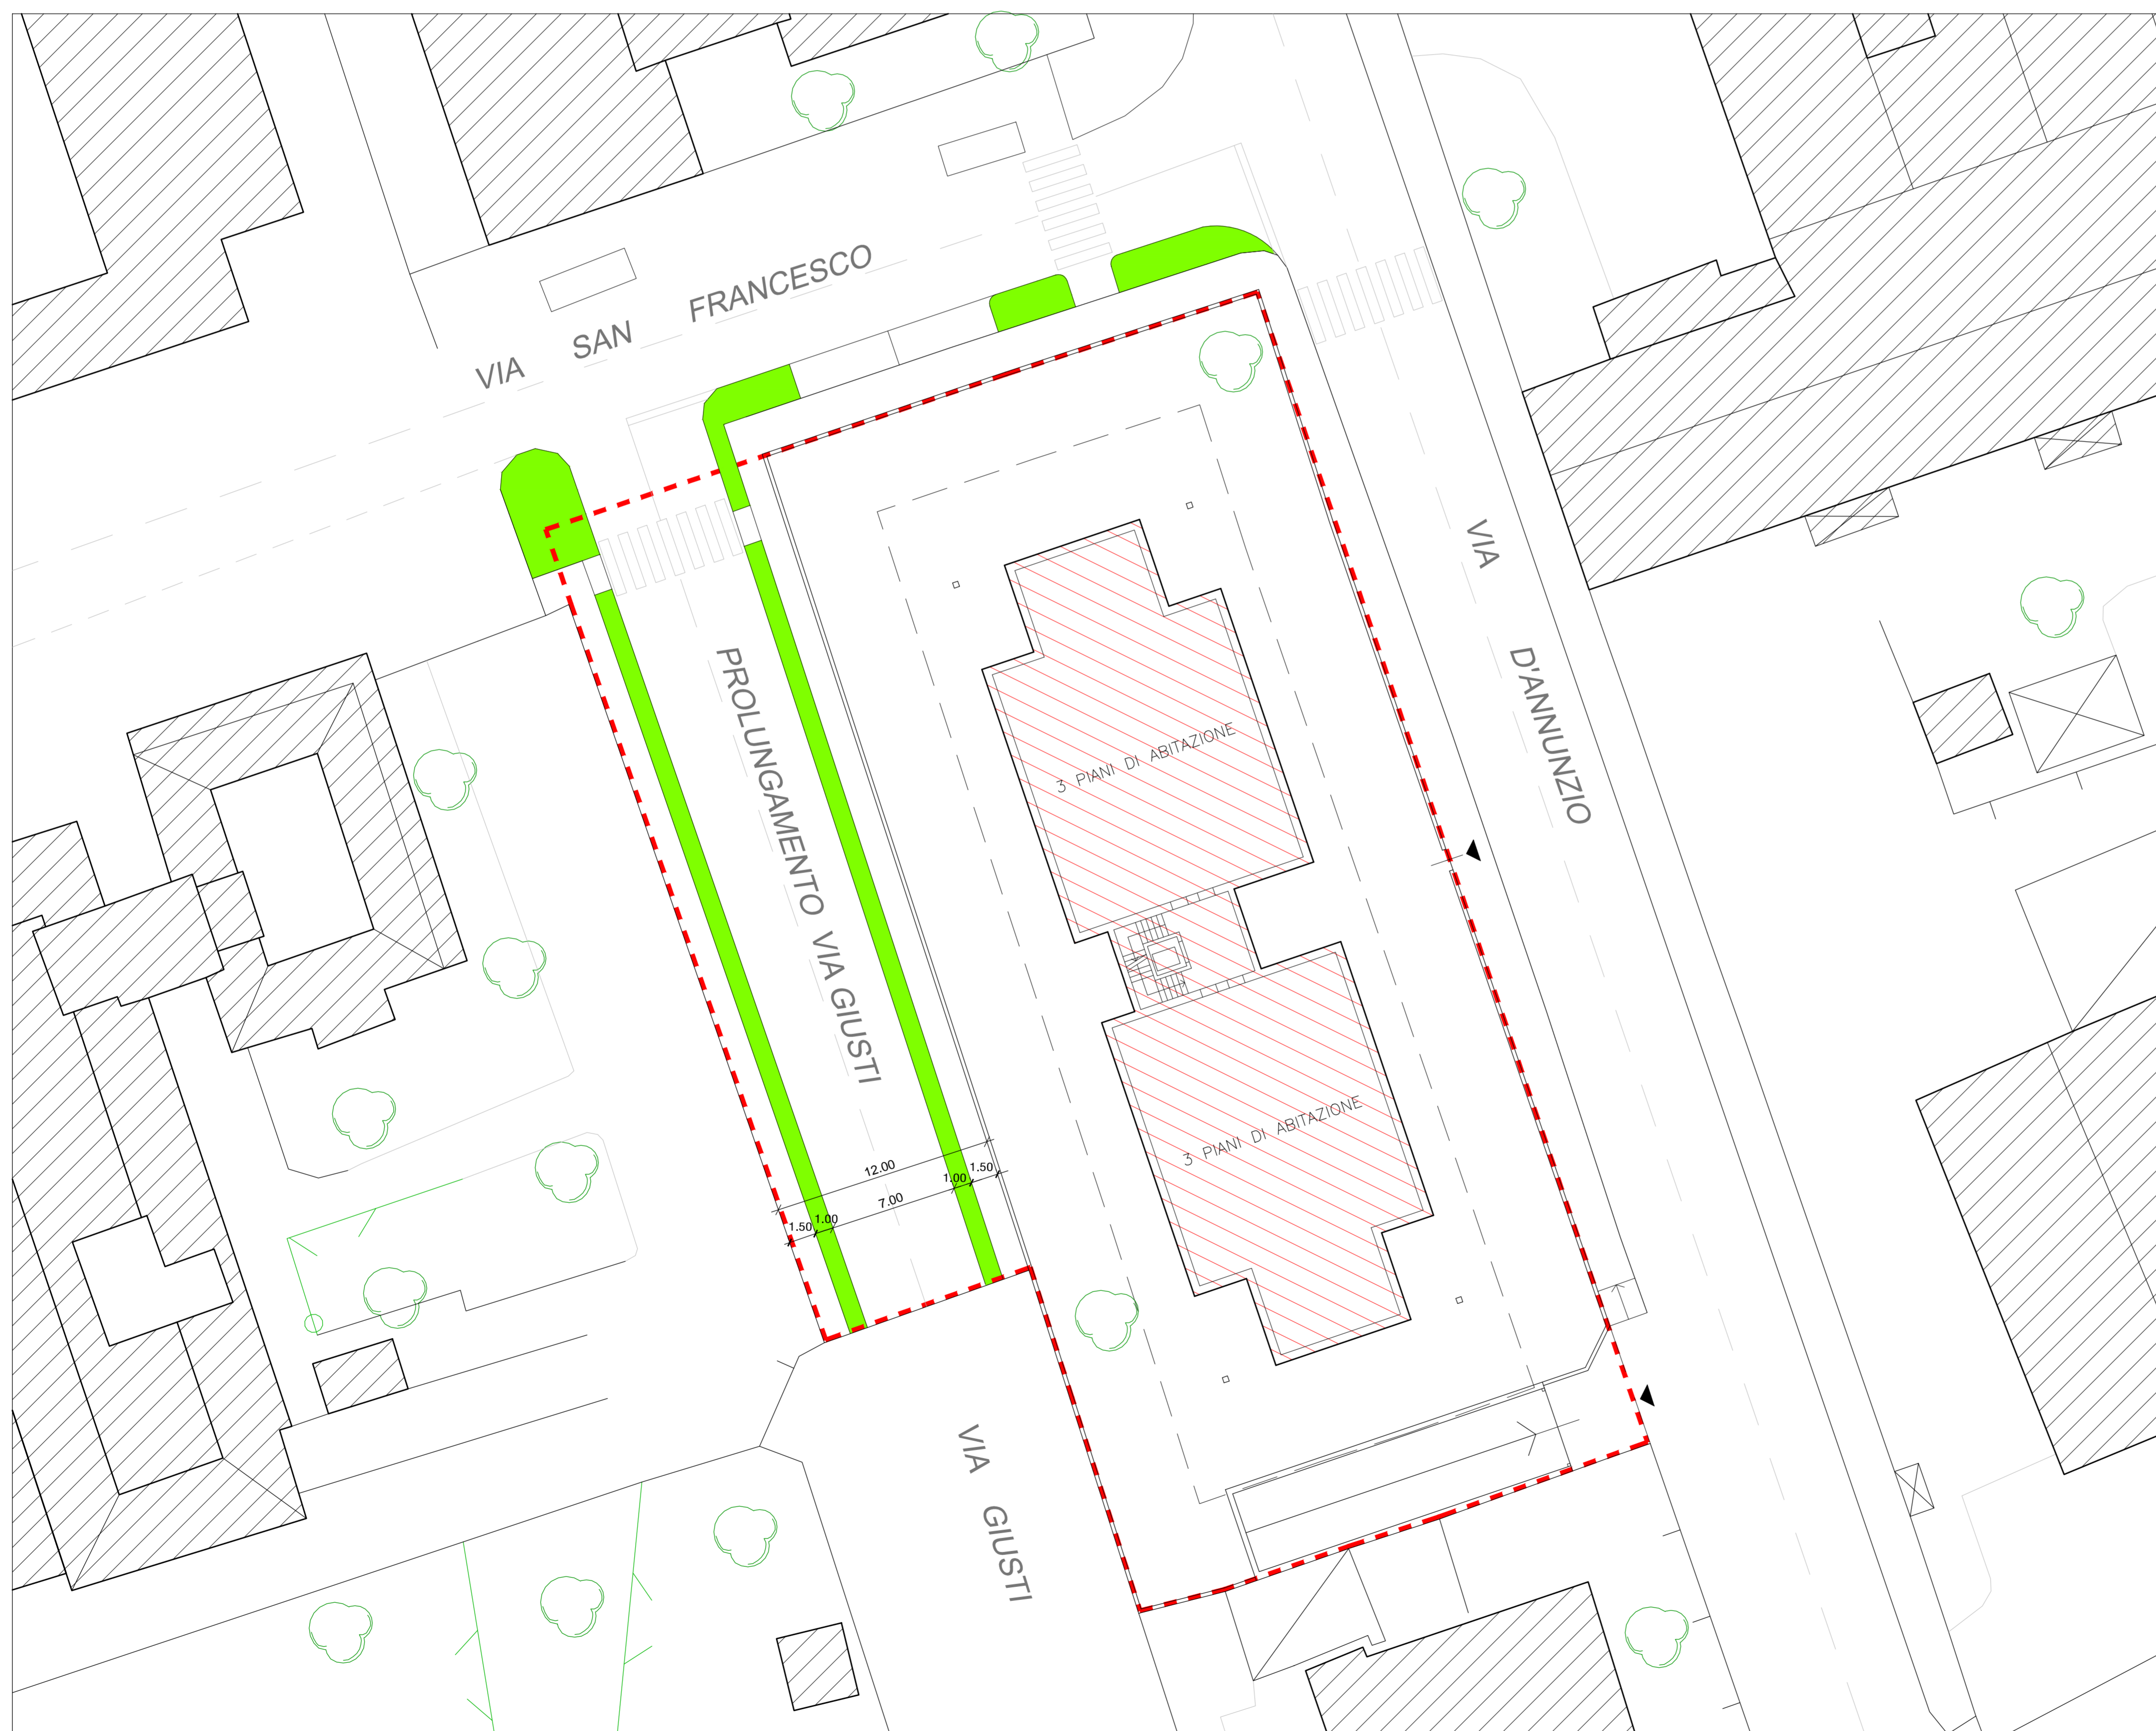 VIA SAN FRANCESCO
VIA D'ANNUNZIO
PROLUNGAMENTO VIA GIUSTI
3 PIANI DI ABITAZIONE
3 PIANI DI ABITAZIONE
12.00
1.50
1.00
7.00
1.00
1.50
VIA GIUSTI